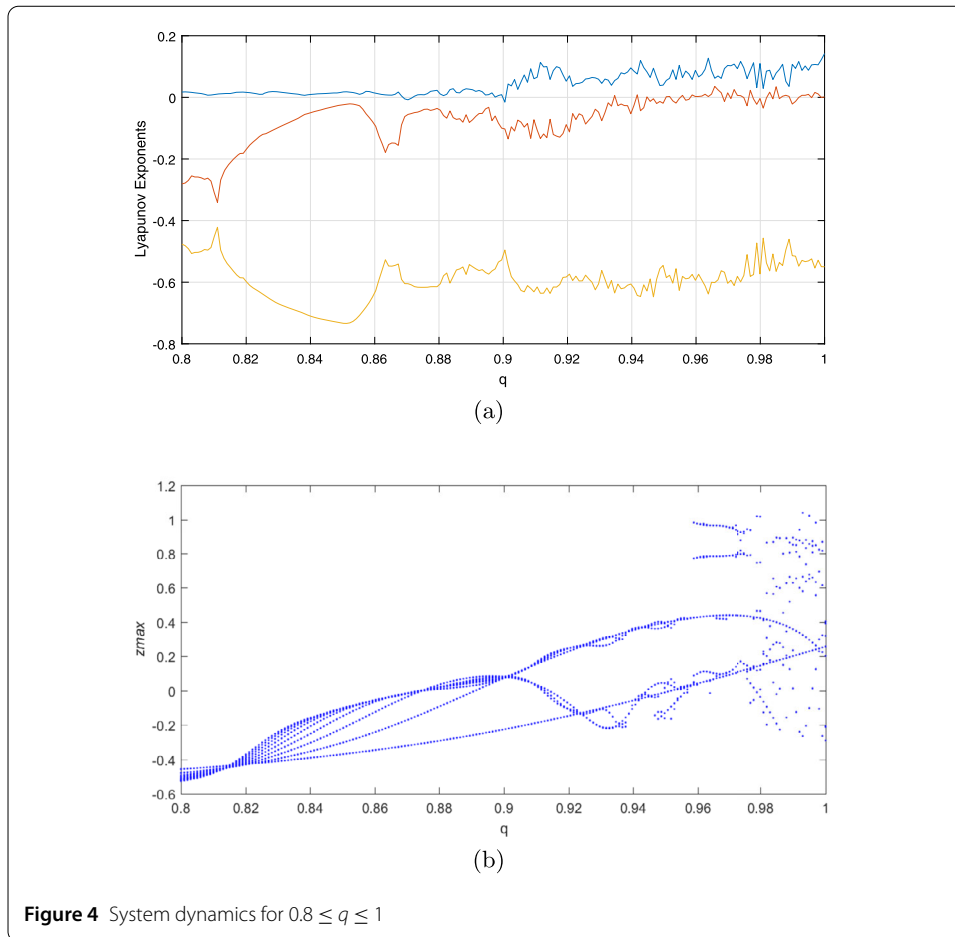 0.2
0
-0.2
-0.4
-0.6
-0.8
Lyapunov Exponents
0.8 0.82 0.84 0.86 0.88 0.9 0.92 0.94 0.96 0.98 1
q
(a)
1.2
1
0.8
0.6
0.4
0.2
0
-0.2
-0.4
-0.6
zmax
0.8 0.82 0.84 0.86 0.88 0.9 0.92 0.94 0.96 0.98 1
q
(b)
Figure 4 System dynamics for 0.8 ≤ q ≤ 1